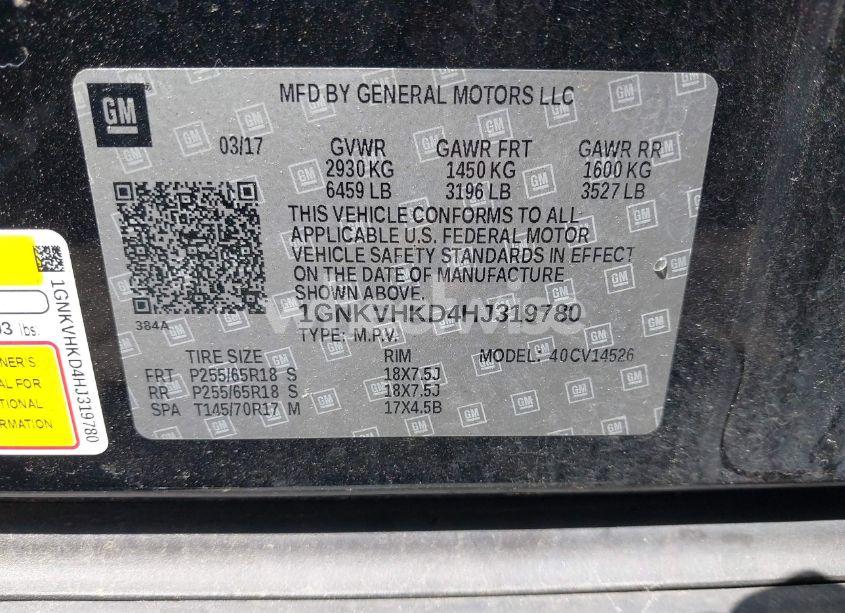 GM
MFD BY GENERAL MOTORS LLC
03/17 GVWR GAWR FRT GAWR RR
2930 KG 1450 KG 1600 KG
6459 LB 3196 LB 3527 LB
THIS VEHICLE CONFORMS TO ALL
APPLICABLE U.S. FEDERAL MOTOR
VEHICLE SAFETY STANDARDS IN EFFECT
ON THE DATE OF MANUFACTURE
SHOWN ABOVE.
384A
1GNKVHKD4HJ319780
TYPE: M.P.V.
TIRE SIZE RIM MODEL: 40CV14526
FRT P255/65R18 S 18X7.5J
RR P255/65R18 S 18X7.5J
SPA T145/70R17 M 17X4.5B
1GNKVHKD4HJ319780
lbs.